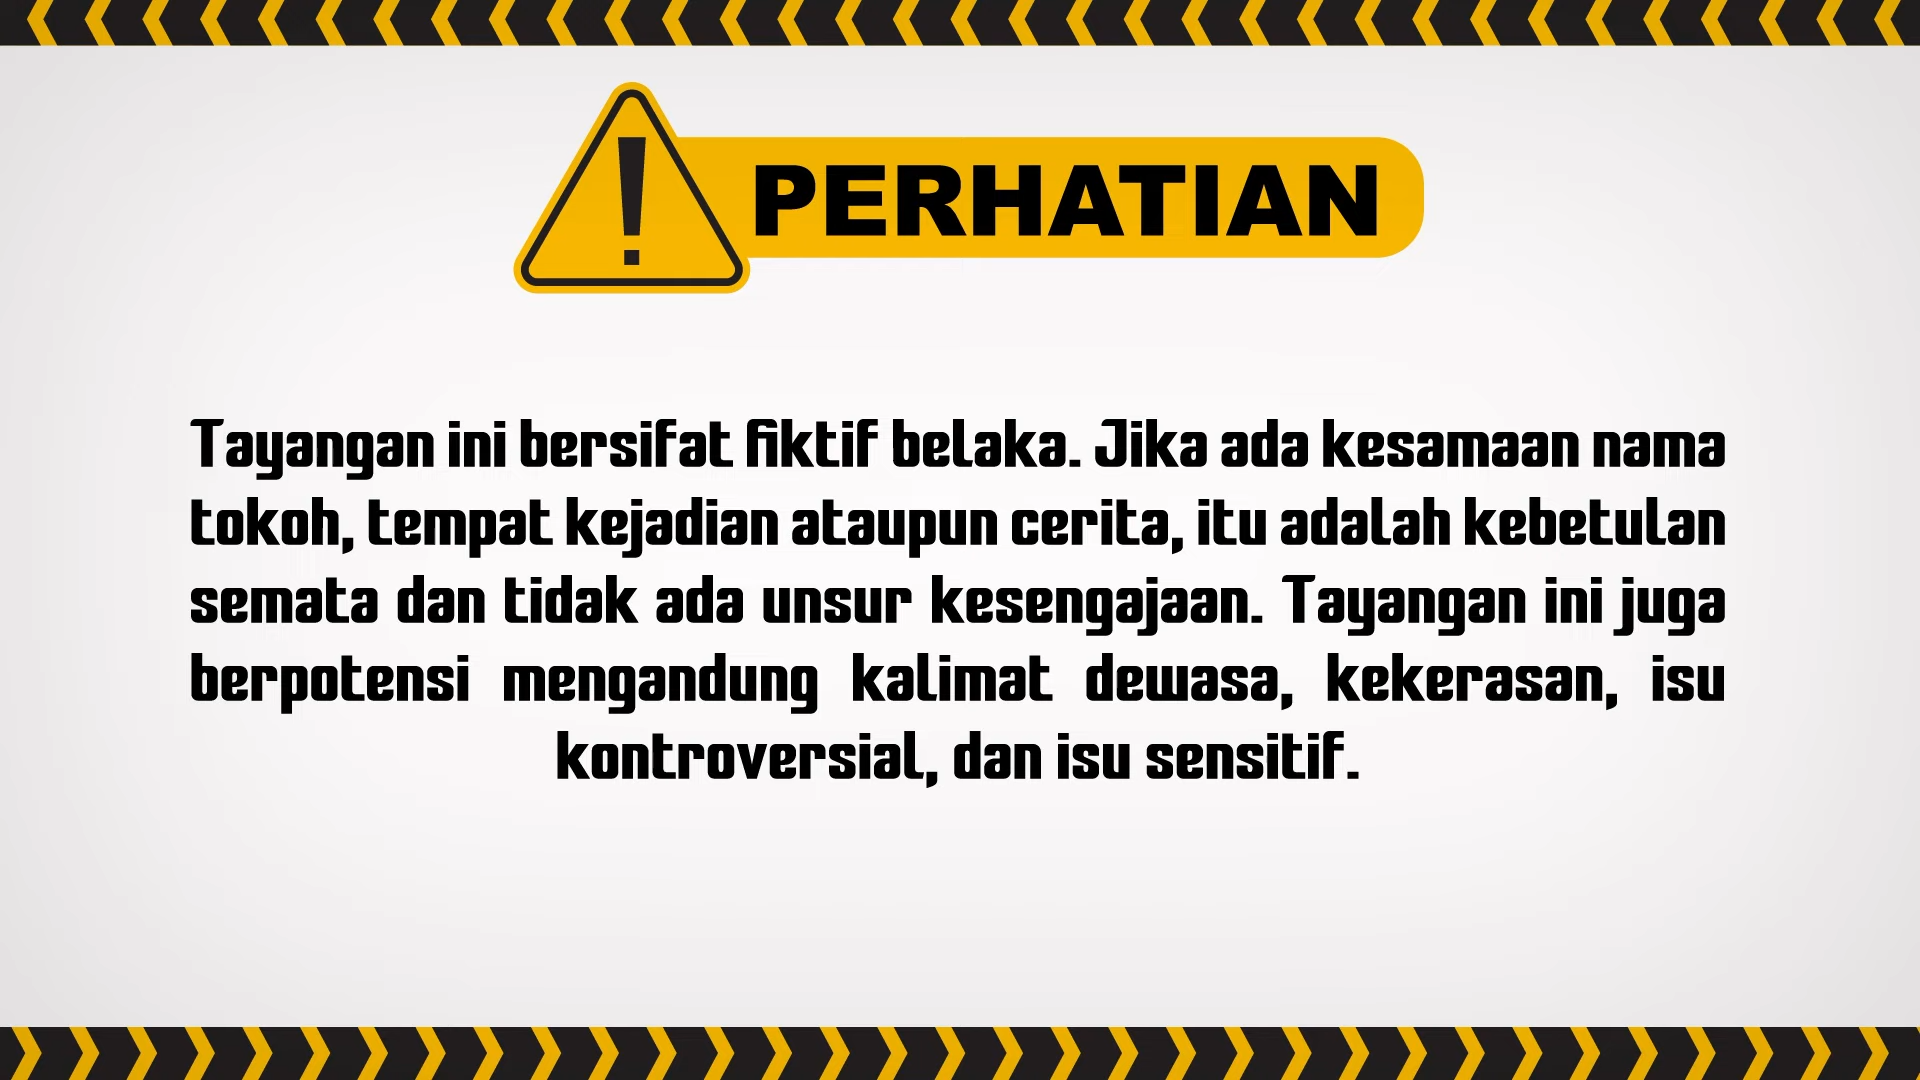 PERHATIAN
Tayangan ini bersifat fiktif belaka. Jika ada kesamaan nama
tokoh, tempat kejadian ataupun cerita, itu adalah kebetulan
semata dan tidak ada unsur kesengajaan. Tayangan ini juga
berpotensi mengandung kalimat dewasa, kekerasan, isu
kontroversial, dan isu sensitif.